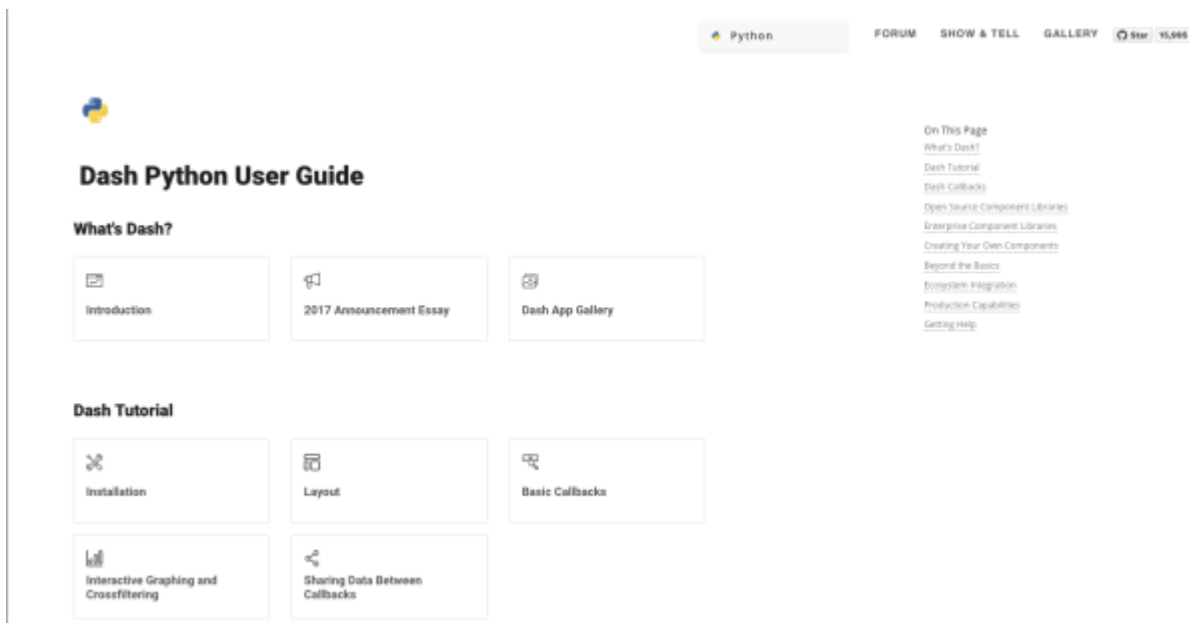 Python FORUM SHOW & TELL GALLERY Star 15,995
On This Page
What's Dash?
Dash Tutorial
Dash Callbacks
Open Source Component Libraries
Enterprise Component Libraries
Creating Your Own Components
Beyond the Basics
Ecosystem Integration
Production Capabilities
Getting Help
Dash Python User Guide
What's Dash?
Introduction
2017 Announcement Essay
Dash App Gallery
Dash Tutorial
Installation
Layout
Basic Callbacks
Interactive Graphing and
Crossfiltering
Sharing Data Between
Callbacks